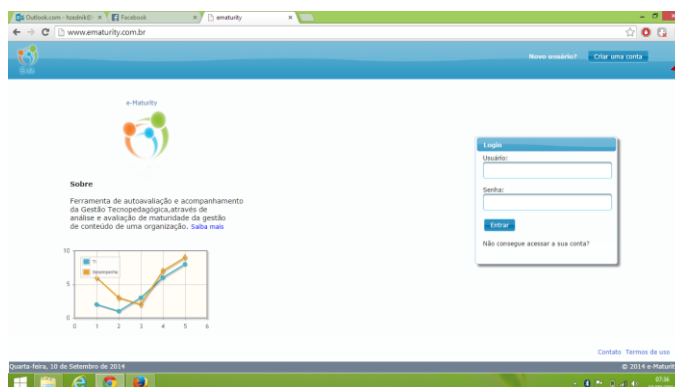 Outlook.com
Facebook
ematurity
www.ematurity.com.br
Novo usuário?
Criar uma conta
e-Maturity
Login
Usuário:
Senha:
Entrar
Não consegue acessar a sua conta?
Sobre
Ferramenta de autoavaliação e acompanhamento
da Gestão Tecnopedagógica,através de
análise e avaliação de maturidade da gestão
de conteúdo de uma organização. Saiba mais
10
TI
Desempenho
5
0
0 1 2 3 4 5 6
Contato Termos de uso
Quarta-feira, 10 de Setembro de 2014
© 2014 e-Maturit
07:36